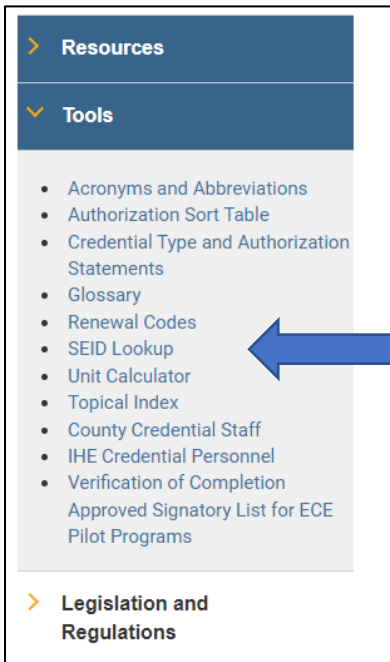 Resources
Tools
Acronyms and Abbreviations
Authorization Sort Table
Credential Type and Authorization
Statements
Glossary
Renewal Codes
SEID Lookup
Unit Calculator
Topical Index
County Credential Staff
IHE Credential Personnel
Verification of Completion
Approved Signatory List for ECE
Pilot Programs
Legislation and
Regulations